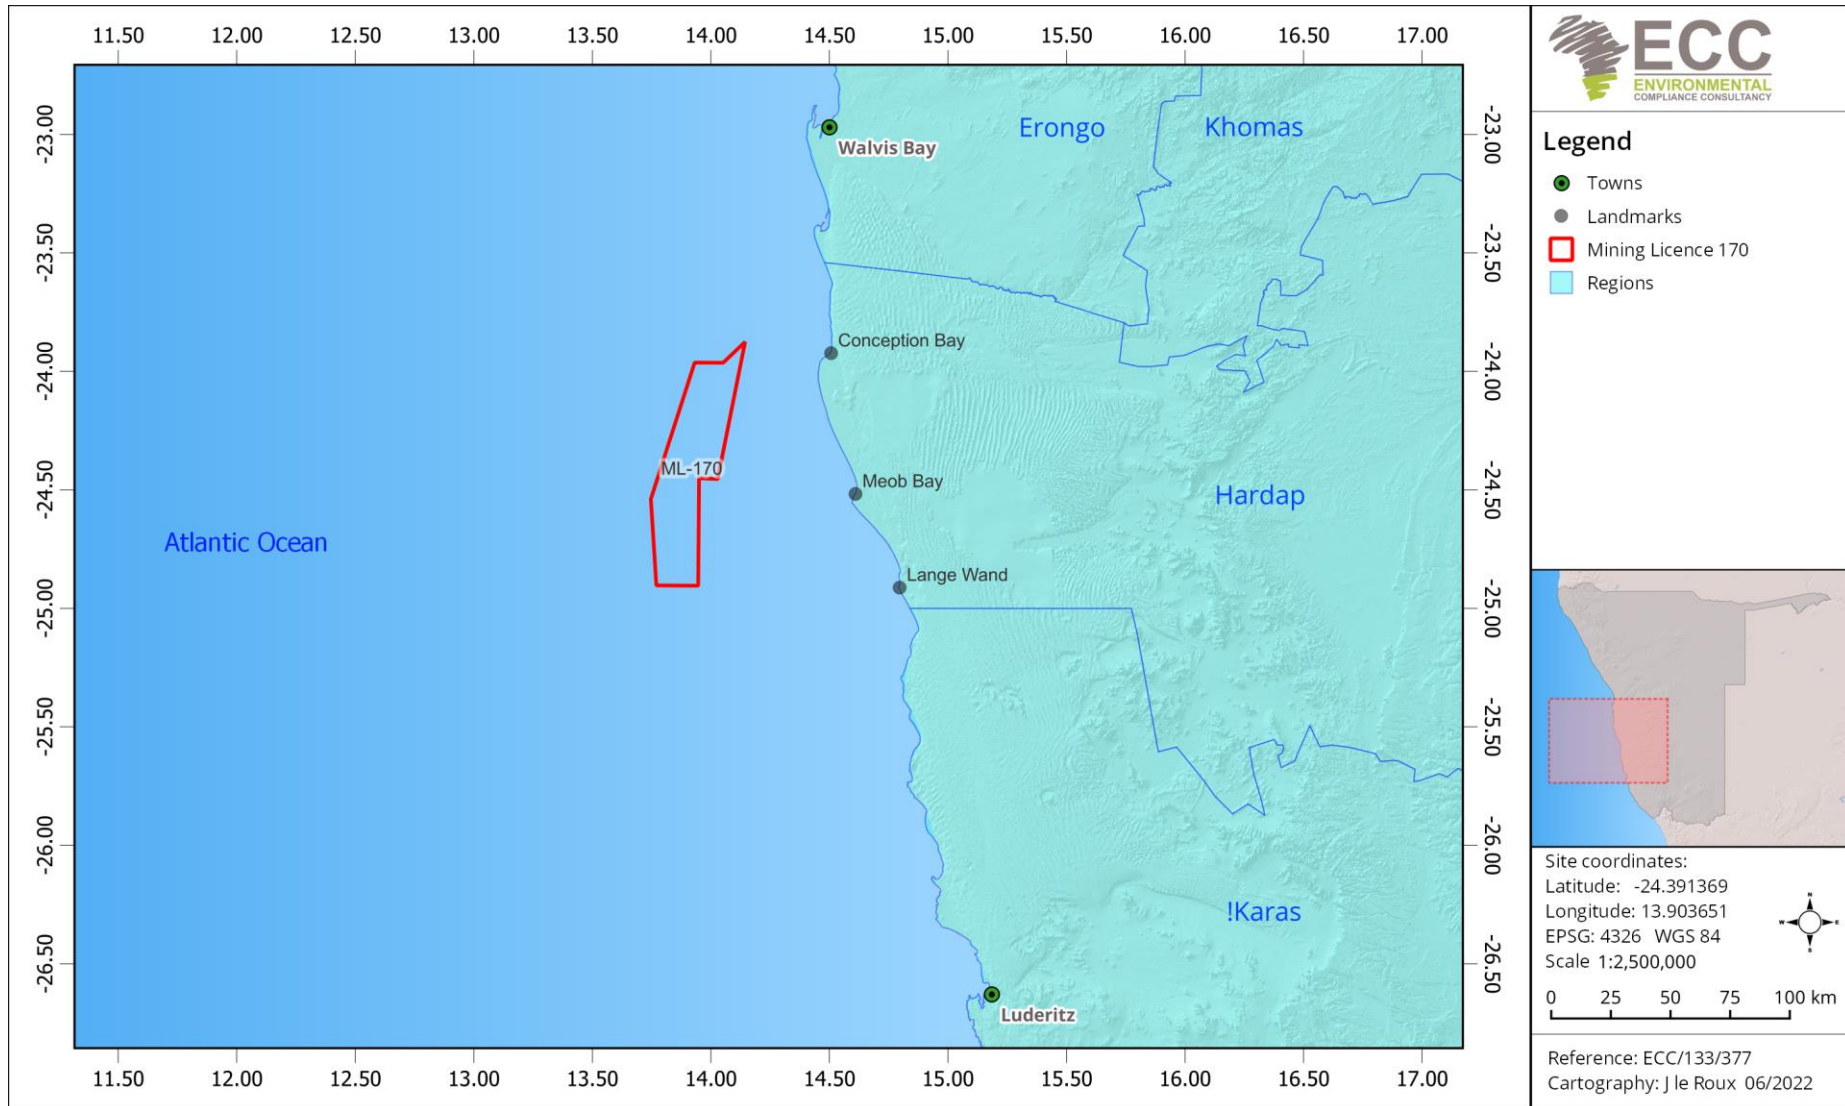 11.50 12.00 12.50 13.00 13.50 14.00 14.50 15.00 15.50 16.00 16.50 17.00
-23.00
-23.50
-24.00
-24.50
-25.00
-25.50
-26.00
-26.50
Erongo
Khomas
Walvis Bay
Conception Bay
ML-170
Meob Bay
Hardap
Atlantic Ocean
Lange Wand
!Karas
Luderitz
-23.00
-23.50
-24.00
-24.50
-25.00
-25.50
-26.00
-26.50
11.50 12.00 12.50 13.00 13.50 14.00 14.50 15.00 15.50 16.00 16.50 17.00
ECC
ENVIRONMENTAL
COMPLIANCE CONSULTANCY
Legend
Towns
Landmarks
Mining Licence 170
Regions
Site coordinates:
Latitude: -24.391369
Longitude: 13.903651
EPSG: 4326 WGS 84
Scale 1:2,500,000
N
W E
S
0 25 50 75 100 km
Reference: ECC/133/377
Cartography: J le Roux 06/2022